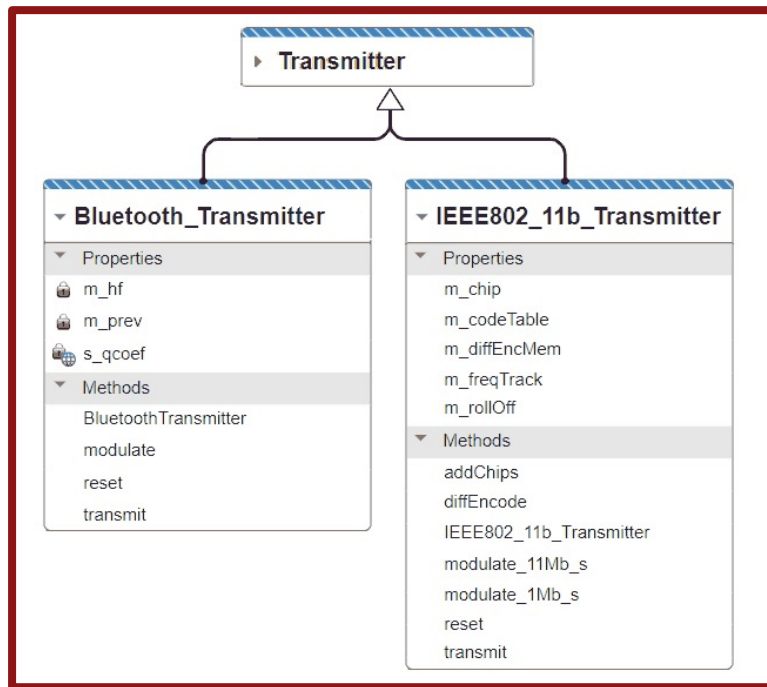 Transmitter
Bluetooth_Transmitter
Properties
m_hf
m_prev
s_qcoef
Methods
BluetoothTransmitter
modulate
reset
transmit
IEEE802_11b_Transmitter
Properties
m_chip
m_codeTable
m_diffEncMem
m_freqTrack
m_rollOff
Methods
addChips
diffEncode
IEEE802_11b_Transmitter
modulate_11Mb_s
modulate_1Mb_s
reset
transmit